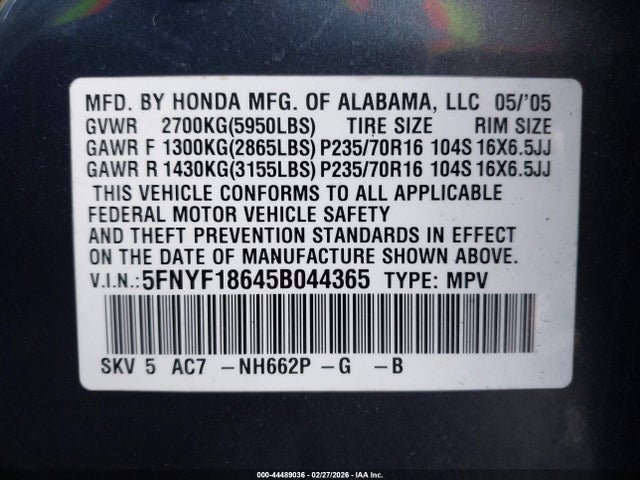 MFD. BY HONDA MFG. OF ALABAMA, LLC 05/'05
GVWR 2700KG(5950LBS) TIRE SIZE RIM SIZE
GAWR F 1300KG(2865LBS) P235/70R16 104S 16X6.5JJ
GAWR R 1430KG(3155LBS) P235/70R16 104S 16X6.5JJ
THIS VEHICLE CONFORMS TO ALL APPLICABLE
FEDERAL MOTOR VEHICLE SAFETY
AND THEFT PREVENTION STANDARDS IN EFFECT
ON THE DATE OF MANUFACTURE SHOWN ABOVE.
V.I.N.:5FNYF18645B044365 TYPE: MPV
SKV 5 AC7 -NH662P -G -B
000-44489036 - 02/27/2026 - IAA Inc.